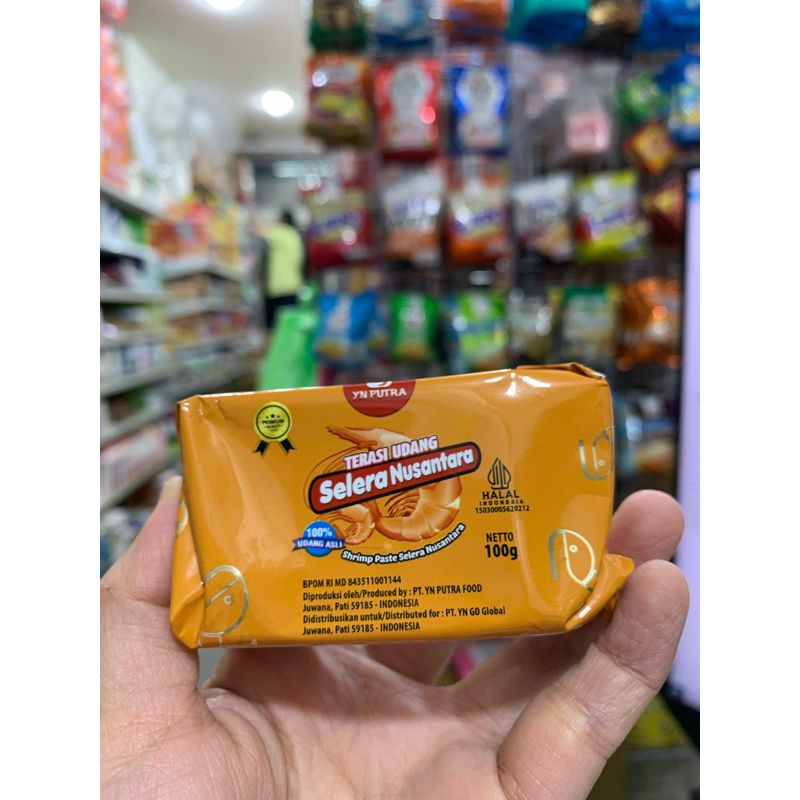 YN PUTRA
PREMIUM
TERASI UDANG
Selera Nusantara
100%
UDANG ASLI
Shrimp Paste Selera Nusantara
HALAL
INDONESIA
15030005620212
NETTO
100g
BPOM RI MD 843511001144
Diproduksi oleh/Produced by : PT. YN PUTRA FOOD
Juwana, Pati 59185 - INDONESIA
Didistribusikan untuk/Distributed for : PT. YN GO Global
Juwana, Pati 59185 - INDONESIA